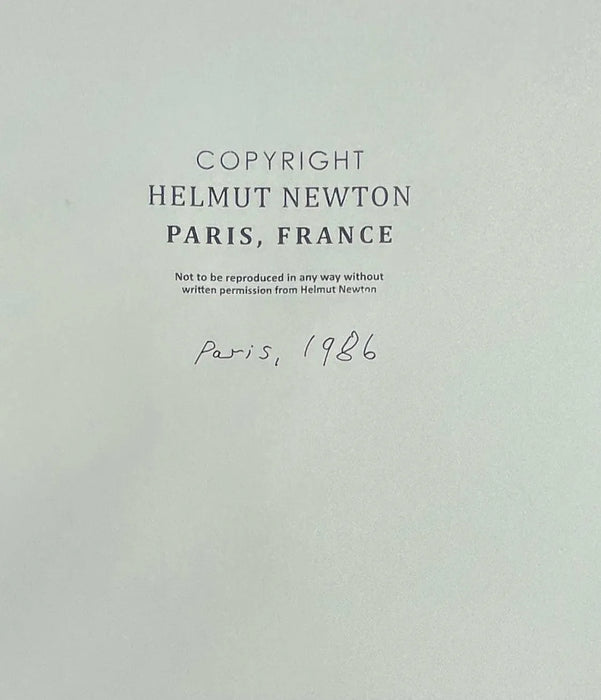 COPYRIGHT
HELMUT NEWTON
PARIS, FRANCE
Not to be reproduced in any way without
written permission from Helmut Newton
Paris, 1986